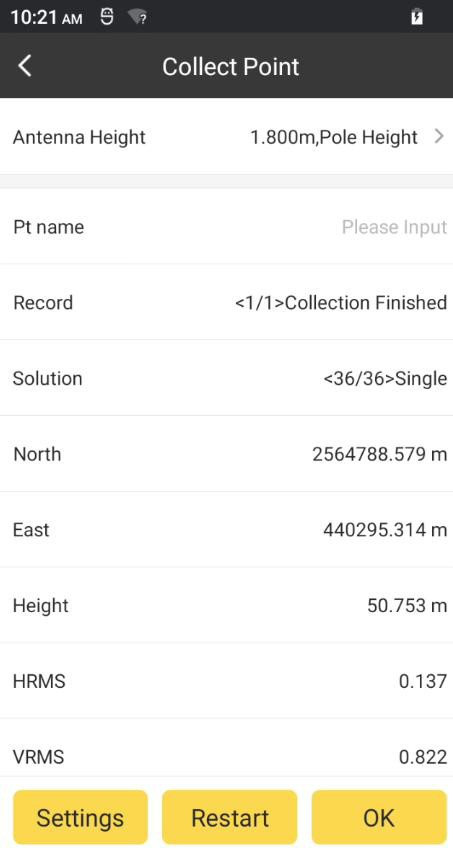 10:21 AM
Collect Point
Antenna Height 1.800m,Pole Height
Pt name Please Input
Record <1/1>Collection Finished
Solution <36/36>Single
North 2564788.579 m
East 440295.314 m
Height 50.753 m
HRMS 0.137
VRMS 0.822
Settings Restart OK